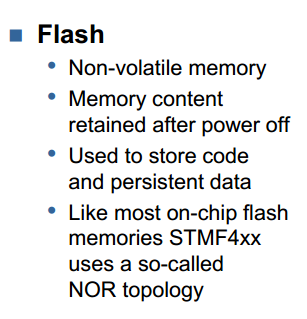 Flash
Non-volatile memory
Memory content
retained after power off
Used to store code
and persistent data
Like most on-chip flash
memories STMF4xx
uses a so-called
NOR topology